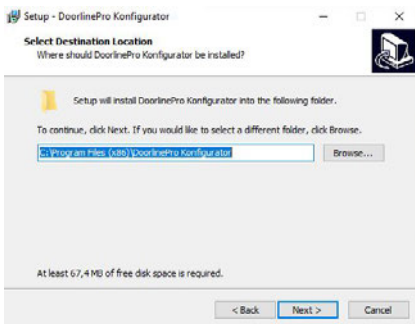 Setup - DoorlinePro Konfigurator
Select Destination Location
Where should DoorlinePro Konfigurator be installed?
Setup will install DoorlinePro Konfigurator into the following folder.
To continue, click Next. If you would like to select a different folder, click Browse.
C:\Program Files (x86)\DoorlinePro Konfigurator
Browse...
At least 67,4 MB of free disk space is required.
< Back
Next >
Cancel